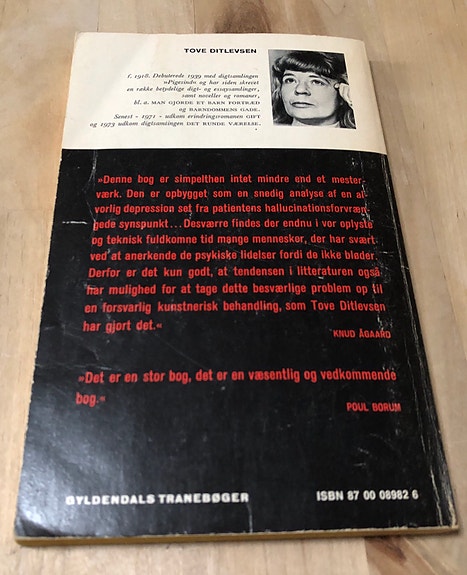 TOVE DITLEVSEN
f. 1918. Debuterede 1939 med digtsamlingen
»Pigesind« og har siden skrevet
en række betydelige digt- og essaysamlinger,
samt noveller og romaner,
bl. a. MAN GJORDE ET BARN FORTRÆD
og BARNDOMMENS GADE.
Senest - 1971 - udkom erindringsromanen GIFT
og 1973 udkom digtsamlingen DET RUNDE VÆRELSE.
»Denne bog er simpelthen intet mindre end et mester-
værk. Den er opbygget som en snedig analyse af en al-
vorlig depression set fra patientens hallucinationsforvræn-
gede synspunkt... Desværre findes der endnu i vor oplyste
og teknisk fuldkomne tid mange mennesker, der har svært
ved at anerkende de psykiske lidelser fordi de ikke bløder.
Derfor er det kun godt, at tendensen i litteraturen også
har mulighed for at tage dette besværlige problem op til
en forsvarlig kunstnerisk behandling, som Tove Ditlevsen
har gjort det.«
KNUD ÅGAARD
»Det er en stor bog, det er en væsentlig og vedkommende
bog.«
POUL BORUM
GYLDENDALS TRANEBØGER
ISBN 87 00 08982 6